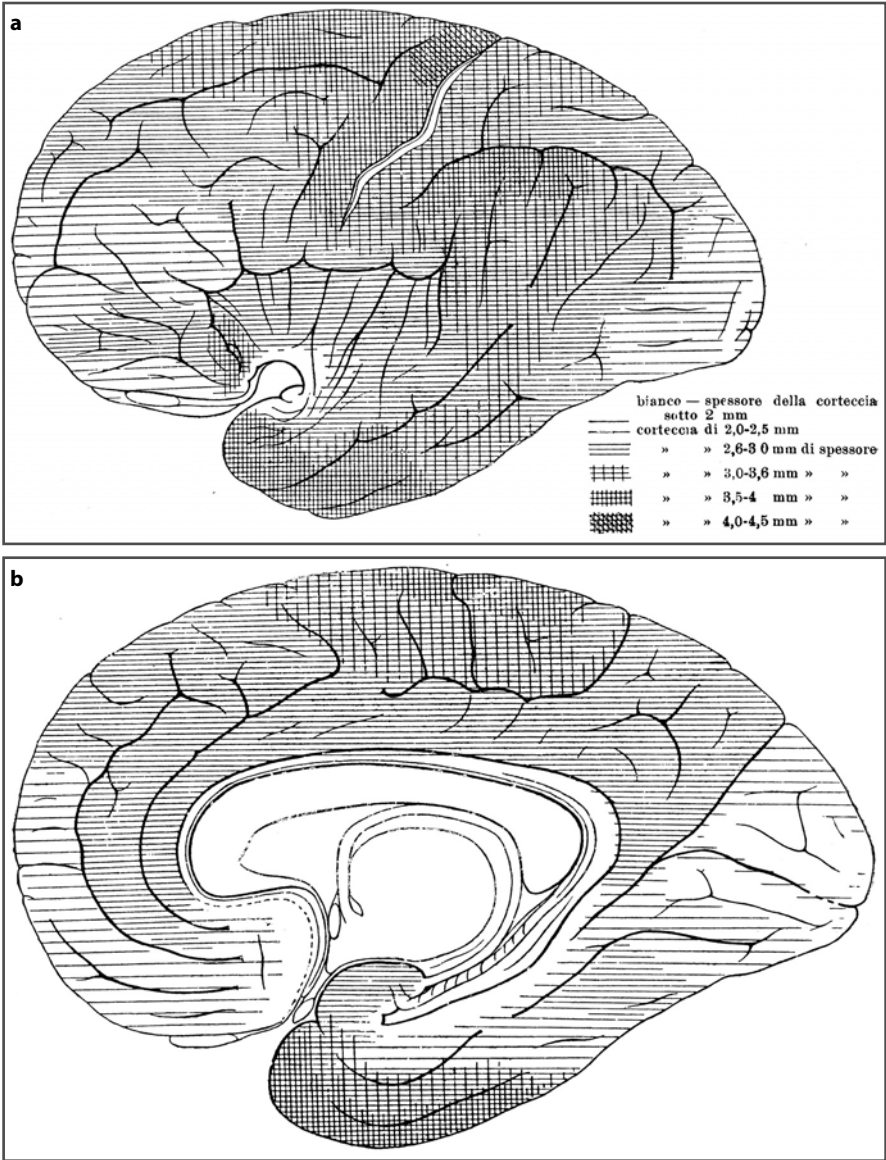 a
bianco — spessore della corteccia
sotto 2 mm
corteccia di 2,0-2,5 mm
» » 2,6-3 0 mm di spessore
» » 3,0-3,6 mm » »
» » 3,5-4 mm » »
» » 4,0-4,5 mm » »
b